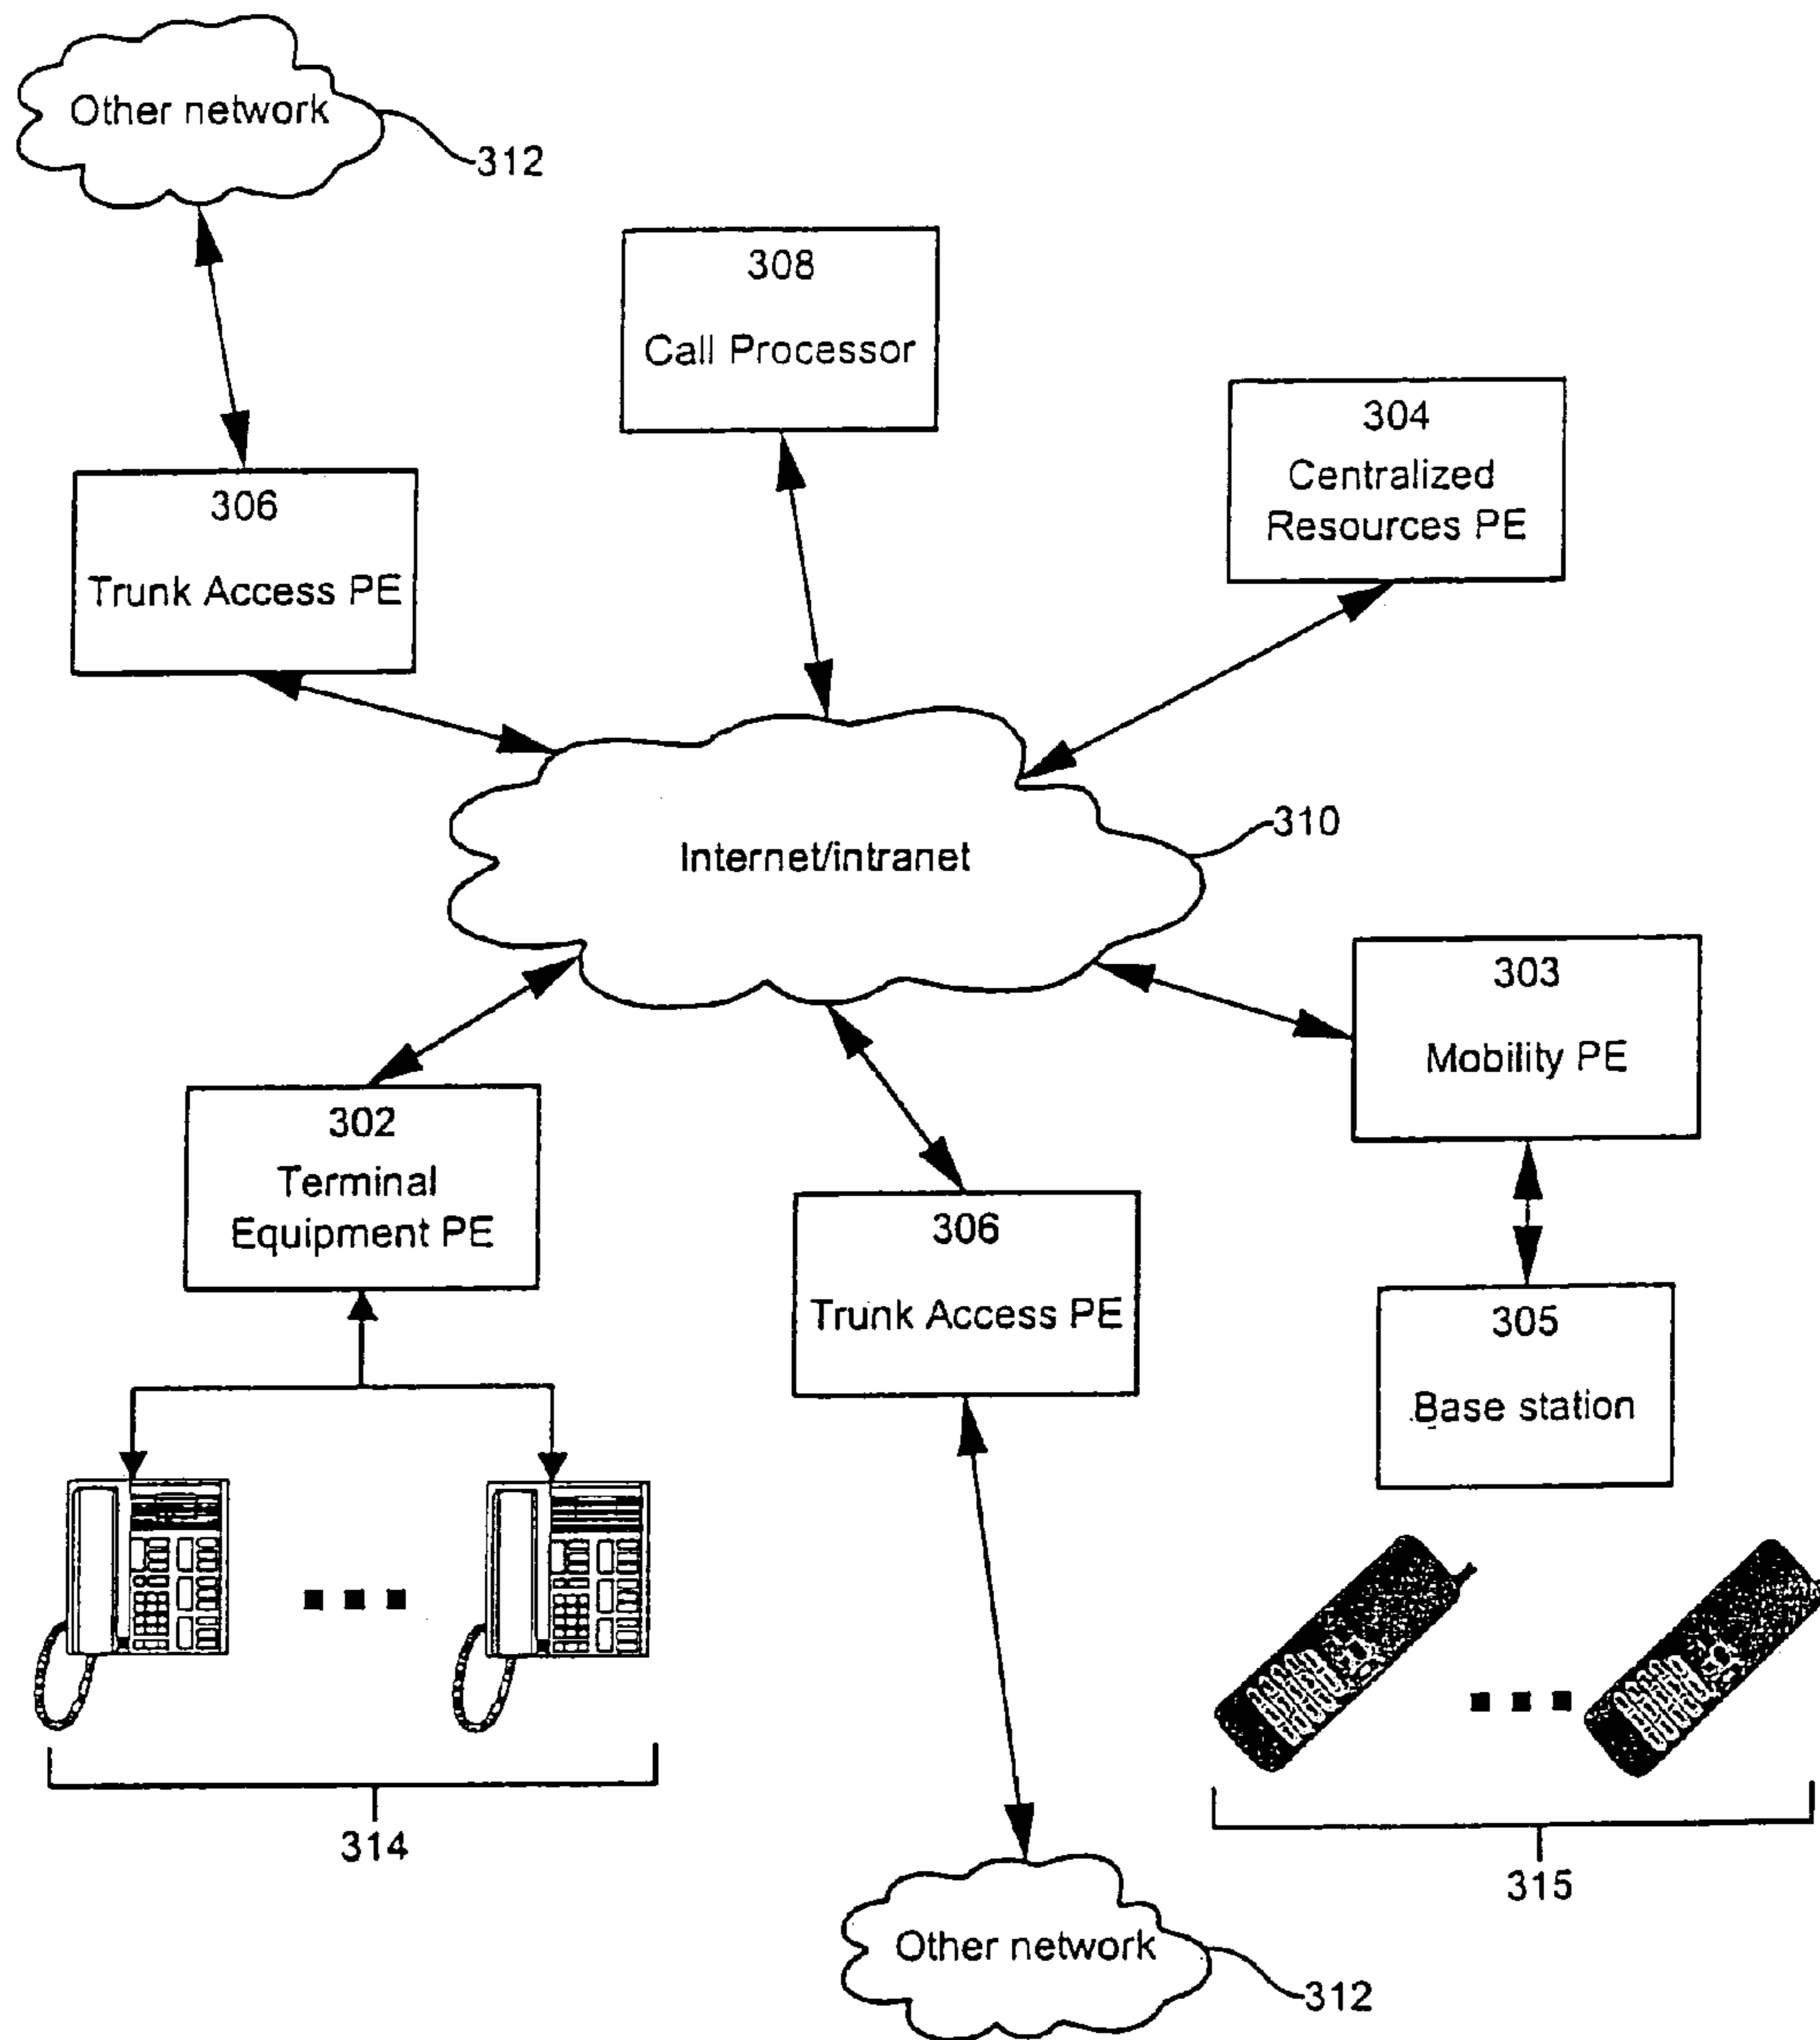 Other network
312
308
Call Processor
304
Centralized
Resources PE
306
Trunk Access PE
Internet/intranet
310
303
Mobility PE
302
Terminal
Equipment PE
306
Trunk Access PE
305
Base station
314
315
Other network
312